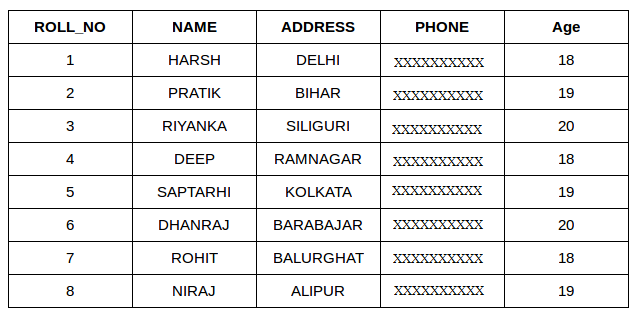 ROLL_NO NAME ADDRESS PHONE Age
1 HARSH DELHI XXXXXXXXXX 18
2 PRATIK BIHAR XXXXXXXXXX 19
3 RIYANKA SILIGURI XXXXXXXXXX 20
4 DEEP RAMNAGAR XXXXXXXXXX 18
5 SAPTARHI KOLKATA XXXXXXXXXX 19
6 DHANRAJ BARABAJAR XXXXXXXXXX 20
7 ROHIT BALURGHAT XXXXXXXXXX 18
8 NIRAJ ALIPUR XXXXXXXXXX 19